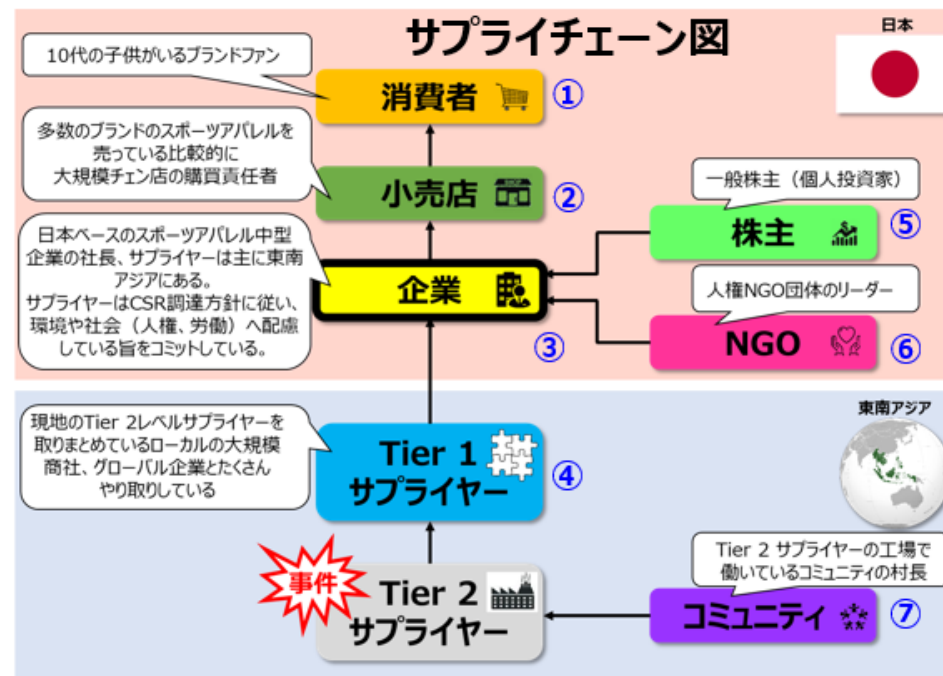 サプライチェーン図
日本
10代の子供がいるブランドファン
消費者
①
多数のブランドのスポーツアパレルを
売っている比較的に
大規模チェン店の購買責任者
小売店
②
一般株主（個人投資家）
株主
⑤
日本ベースのスポーツアパレル中型
企業の社長、サプライヤーは主に東南
アジアにある。
サプライヤーはCSR調達方針に従い、
環境や社会（人権、労働）へ配慮
している旨をコミットしている。
企業
③
人権NGO団体のリーダー
NGO
⑥
東南アジア
現地のTier 2レベルサプライヤーを
取りまとめているローカルの大規模
商社、グローバル企業とたくさん
やり取りしている
Tier 1
サプライヤー
④
事件
Tier 2
サプライヤー
Tier 2 サプライヤーの工場で
働いているコミュニティの村長
コミュニティ
⑦